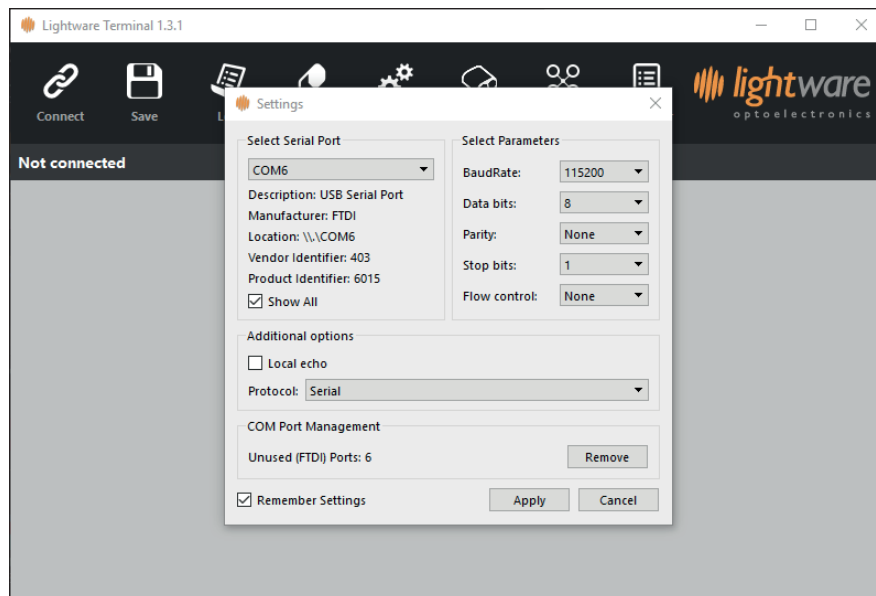 Lightware Terminal 1.3.1
Connect
Save
lightware
optoelectronics
Not connected
Settings
Select Serial Port
COM6
Description: USB Serial Port
Manufacturer: FTDI
Location: \\.\COM6
Vendor Identifier: 403
Product Identifier: 6015
Show All
Select Parameters
BaudRate: 115200
Data bits: 8
Parity: None
Stop bits: 1
Flow control: None
Additional options
Local echo
Protocol: Serial
COM Port Management
Unused (FTDI) Ports: 6
Remove
Remember Settings
Apply
Cancel